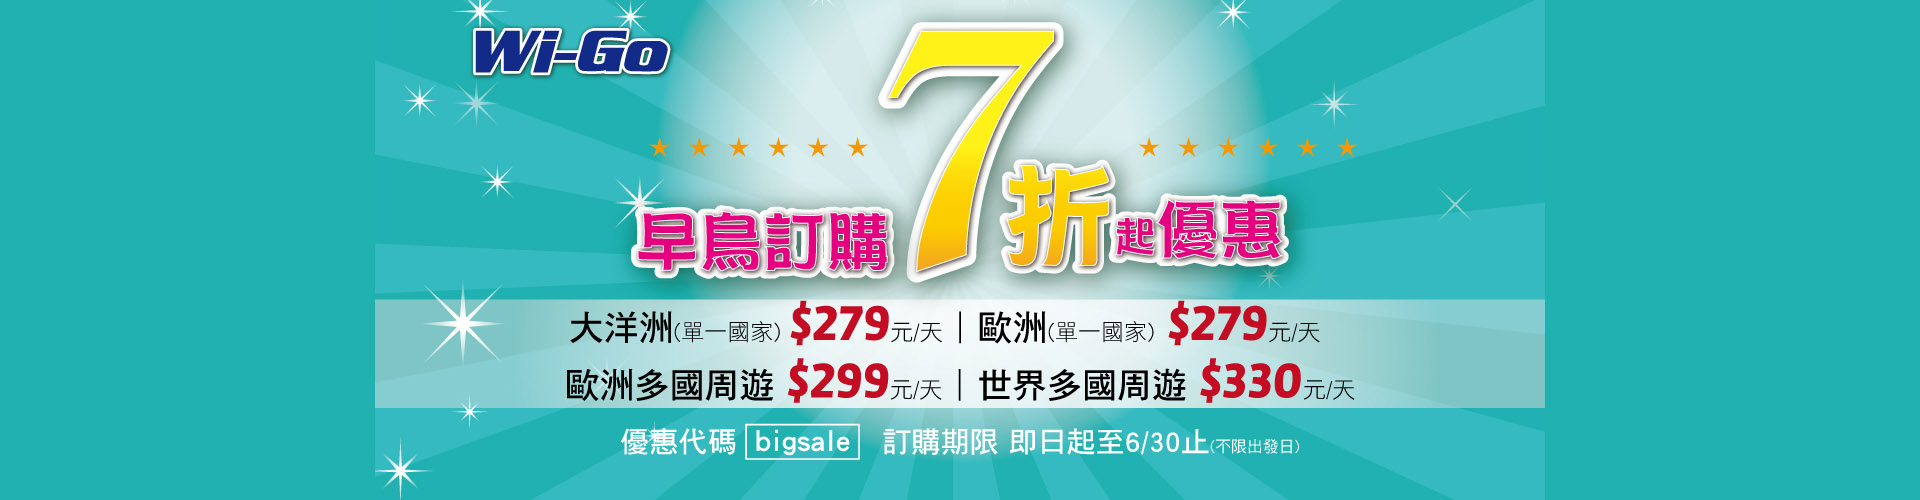 Wi-Go
早鳥訂購7折起優惠
大洋洲(單一國家) $279元/天 | 歐洲(單一國家) $279元/天
歐洲多國周遊 $299元/天 | 世界多國周遊 $330元/天
優惠代碼 bigsale 訂購期限 即日起至6/30止(不限出發日)